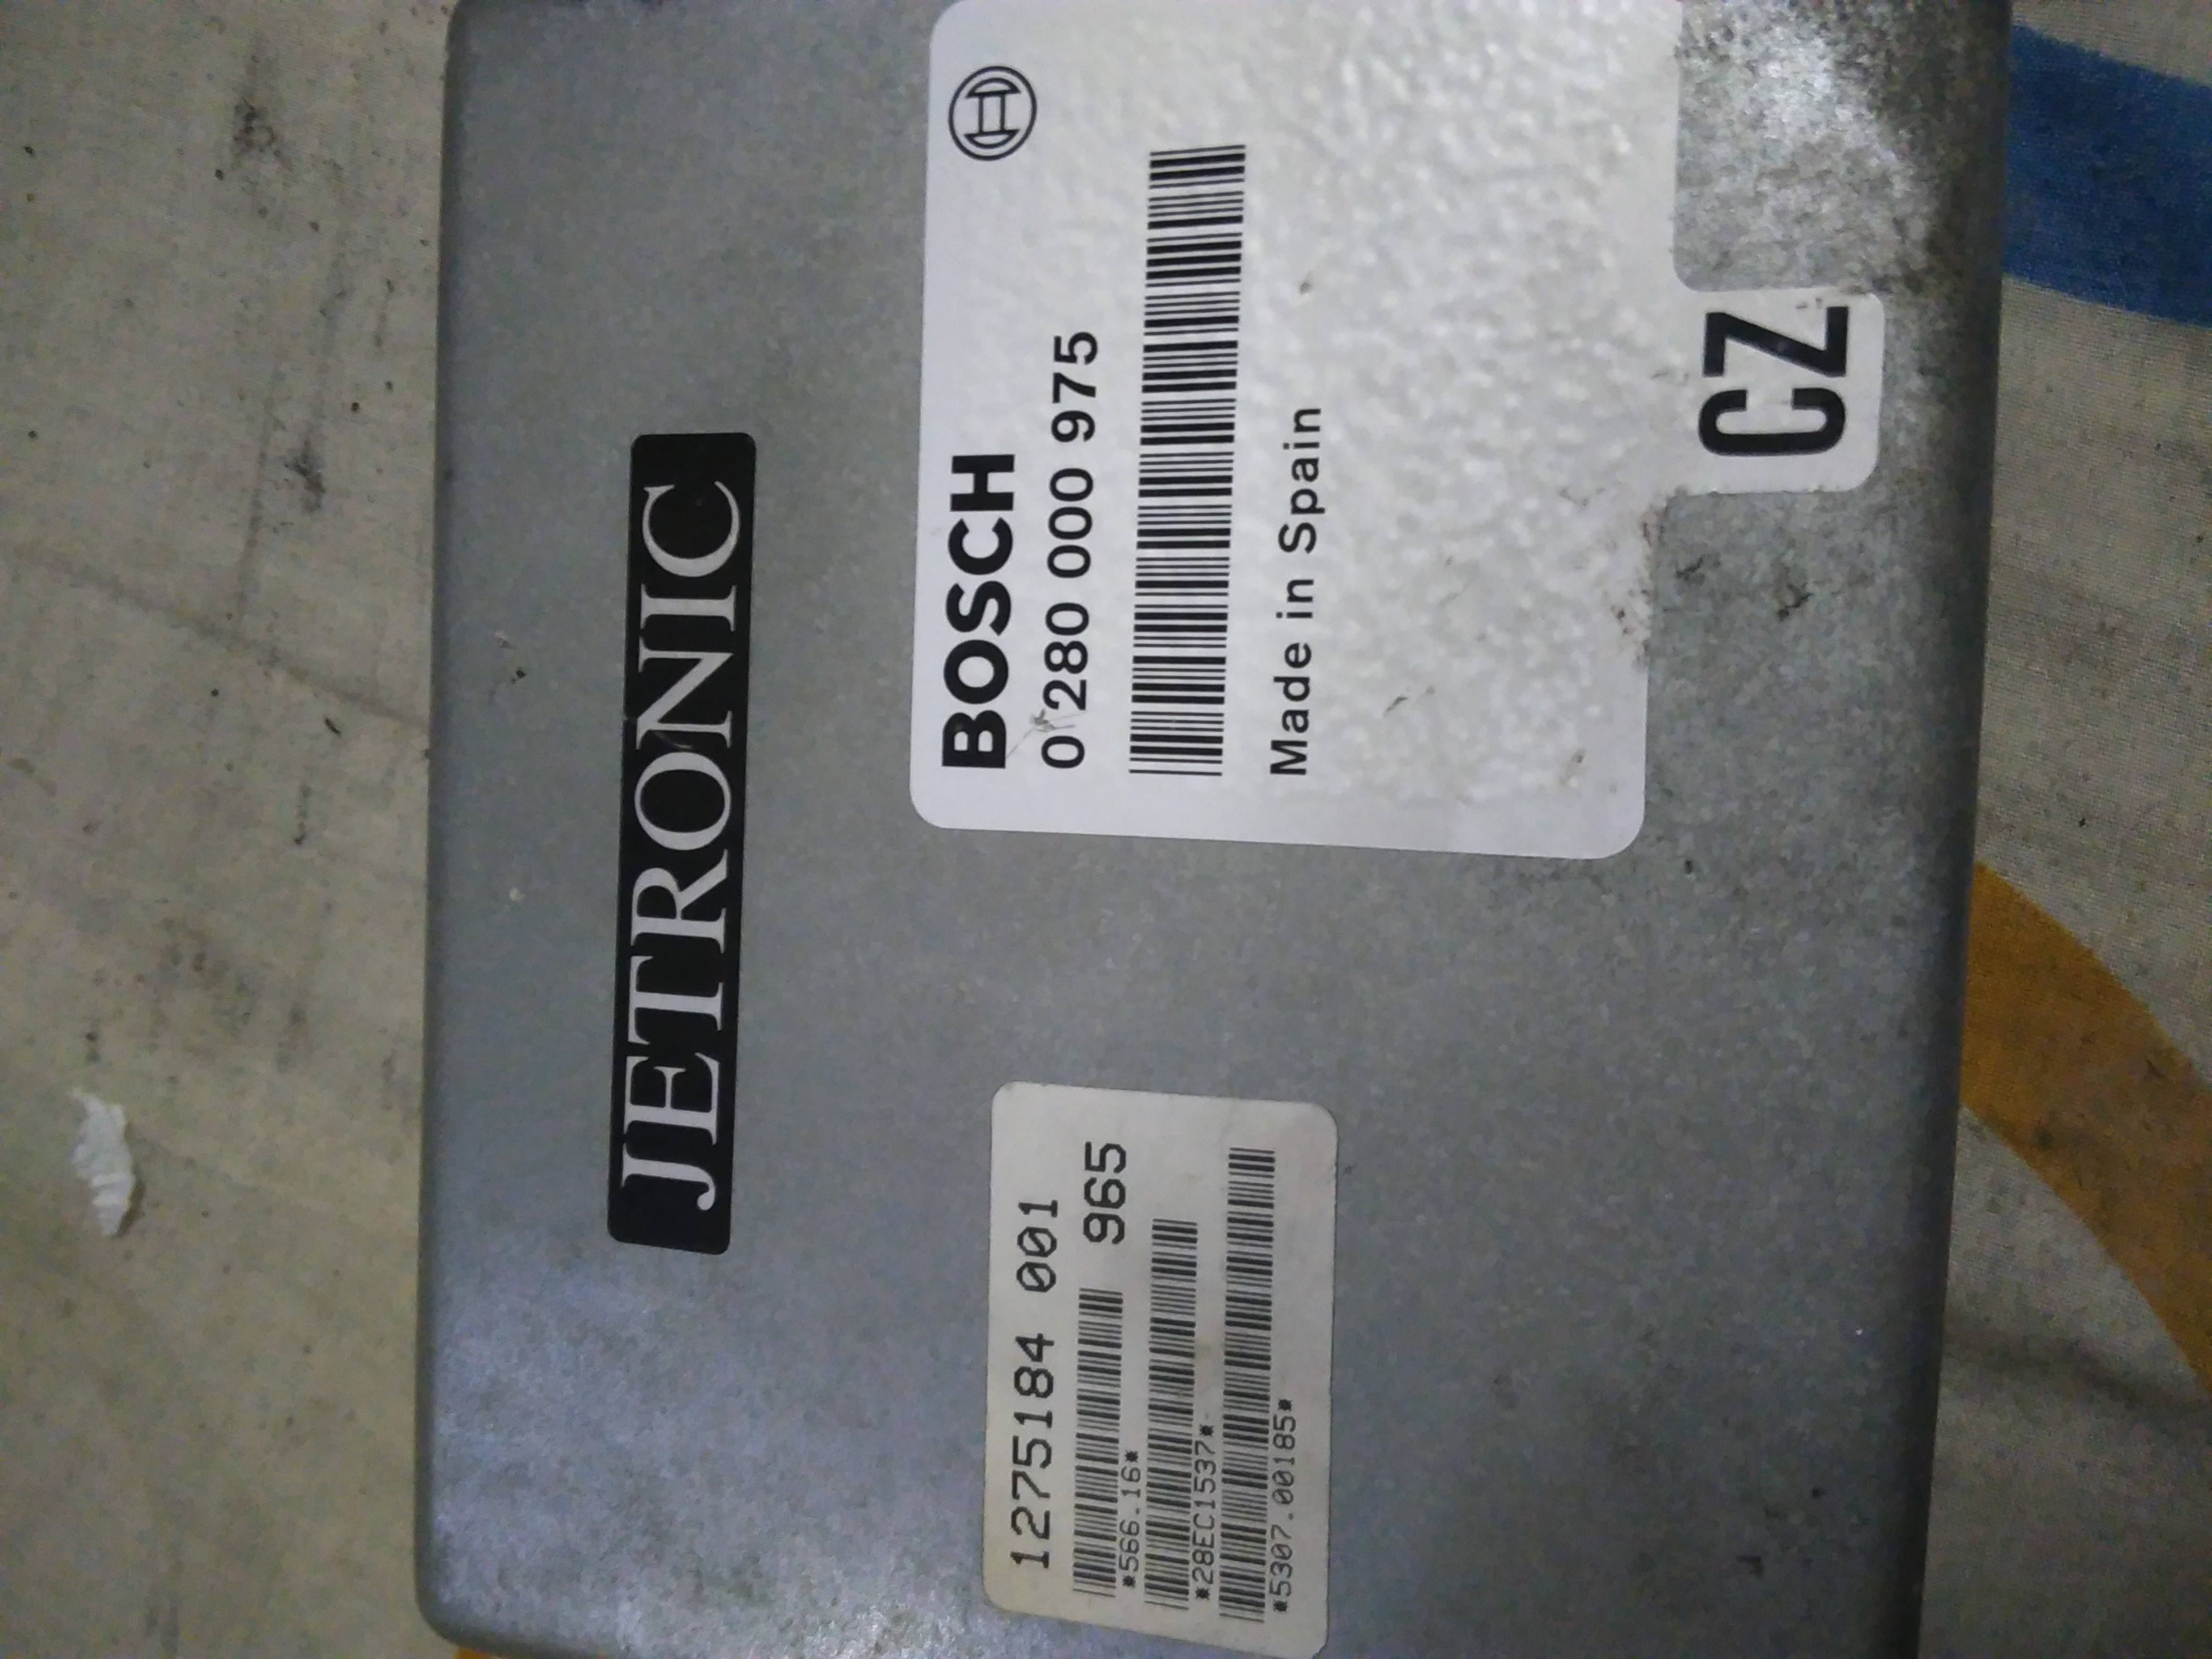 JETRONIC
BOSCH
0 280 000 975
Made in Spain
CZ
1275184 001
965
*566.16*
*28EC1537*
*5307.00185*